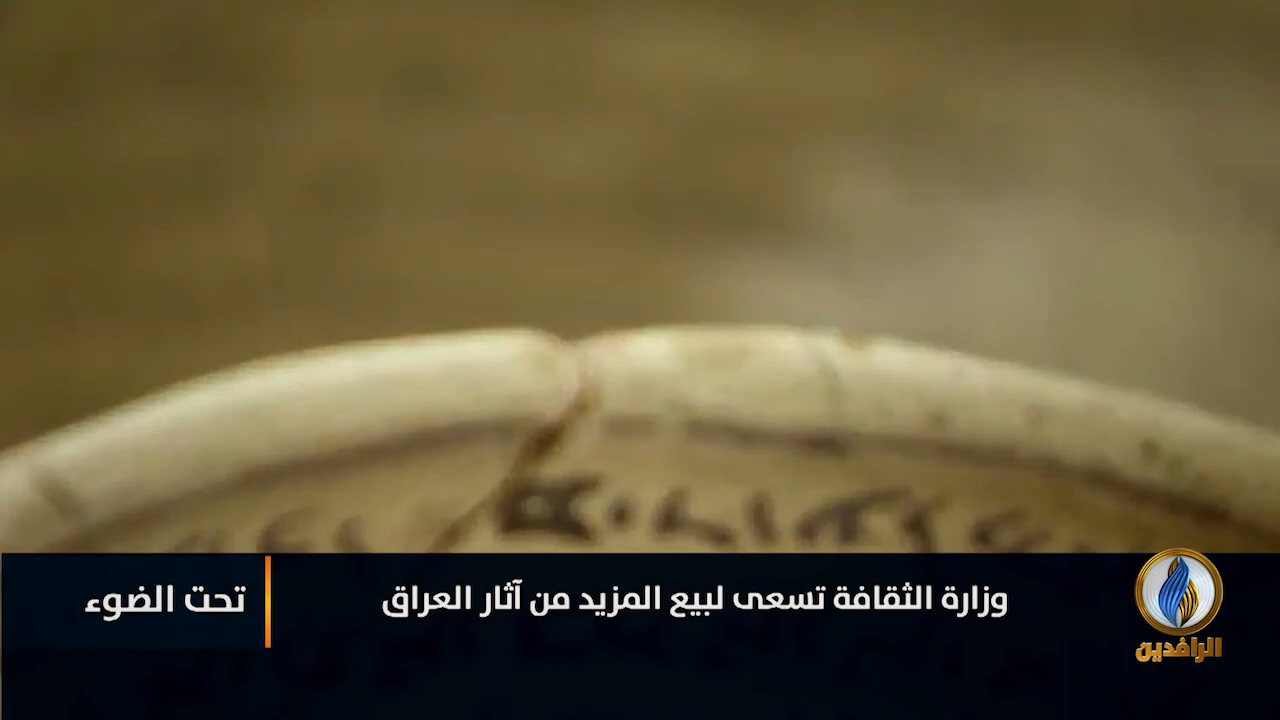 وزارة الثقافة تسعى لبيع المزيد من آثار العراق
تحت الضوء
الرافدين